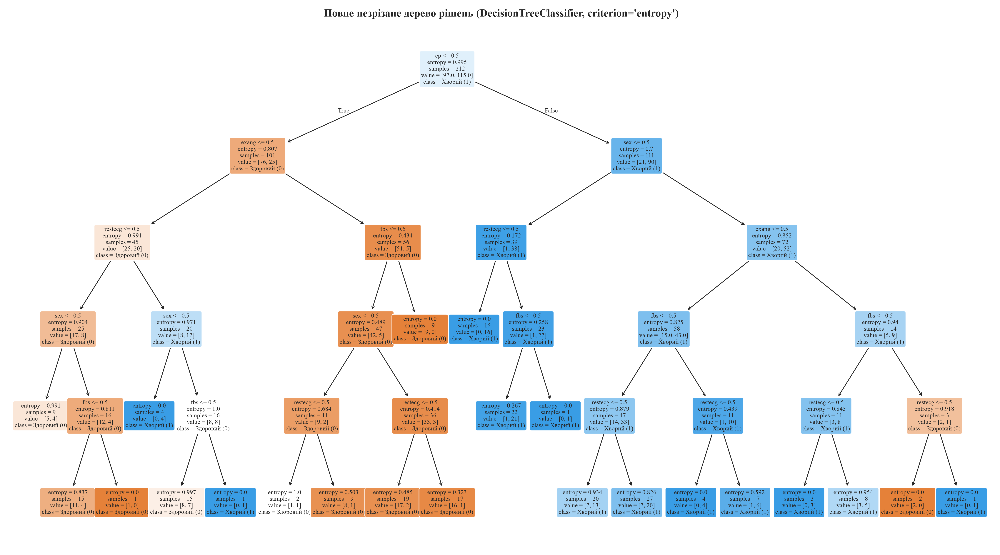 Повне незрізане дерево рішень (DecisionTreeClassifier, criterion='entropy')
cp <= 0.5
entropy = 0.995
samples = 212
value = [97.0, 115.0]
class = Хворий (1)
True
False
exang <= 0.5
entropy = 0.807
samples = 101
value = [76, 25]
class = Здоровий (0)
sex <= 0.5
entropy = 0.7
samples = 111
value = [21, 90]
class = Хворий (1)
restecg <= 0.5
entropy = 0.991
samples = 45
value = [25, 20]
class = Здоровий (0)
fbs <= 0.5
entropy = 0.434
samples = 56
value = [51, 5]
class = Здоровий (0)
restecg <= 0.5
entropy = 0.172
samples = 39
value = [1, 38]
class = Хворий (1)
exang <= 0.5
entropy = 0.852
samples = 72
value = [20, 52]
class = Хворий (1)
sex <= 0.5
entropy = 0.904
samples = 25
value = [17, 8]
class = Здоровий (0)
sex <= 0.5
entropy = 0.971
samples = 20
value = [8, 12]
class = Хворий (1)
sex <= 0.5
entropy = 0.489
samples = 47
value = [42, 5]
class = Здоровий (0)
entropy = 0.0
samples = 9
value = [9, 0]
class = Здоровий (0)
entropy = 0.0
samples = 16
value = [0, 16]
class = Хворий (1)
fbs <= 0.5
entropy = 0.258
samples = 23
value = [1, 22]
class = Хворий (1)
fbs <= 0.5
entropy = 0.825
samples = 58
value = [15.0, 43.0]
class = Хворий (1)
fbs <= 0.5
entropy = 0.94
samples = 14
value = [5, 9]
class = Хворий (1)
entropy = 0.991
samples = 9
value = [5, 4]
class = Здоровий (0)
fbs <= 0.5
entropy = 0.811
samples = 16
value = [12, 4]
class = Здоровий (0)
entropy = 0.0
samples = 4
value = [0, 4]
class = Хворий (1)
fbs <= 0.5
entropy = 1.0
samples = 16
value = [8, 8]
class = Здоровий (0)
restecg <= 0.5
entropy = 0.684
samples = 11
value = [9, 2]
class = Здоровий (0)
restecg <= 0.5
entropy = 0.414
samples = 36
value = [33, 3]
class = Здоровий (0)
entropy = 0.267
samples = 22
value = [1, 21]
class = Хворий (1)
entropy = 0.0
samples = 1
value = [0, 1]
class = Хворий (1)
restecg <= 0.5
entropy = 0.879
samples = 47
value = [14, 33]
class = Хворий (1)
restecg <= 0.5
entropy = 0.439
samples = 11
value = [1, 10]
class = Хворий (1)
restecg <= 0.5
entropy = 0.845
samples = 11
value = [3, 8]
class = Хворий (1)
restecg <= 0.5
entropy = 0.918
samples = 3
value = [2, 1]
class = Здоровий (0)
entropy = 0.837
samples = 15
value = [11, 4]
class = Здоровий (0)
entropy = 0.0
samples = 1
value = [1, 0]
class = Здоровий (0)
entropy = 0.997
samples = 15
value = [8, 7]
class = Здоровий (0)
entropy = 0.0
samples = 1
value = [0, 1]
class = Хворий (1)
entropy = 1.0
samples = 2
value = [1, 1]
class = Здоровий (0)
entropy = 0.503
samples = 9
value = [8, 1]
class = Здоровий (0)
entropy = 0.485
samples = 19
value = [17, 2]
class = Здоровий (0)
entropy = 0.323
samples = 17
value = [16, 1]
class = Здоровий (0)
entropy = 0.934
samples = 20
value = [7, 13]
class = Хворий (1)
entropy = 0.826
samples = 27
value = [7, 20]
class = Хворий (1)
entropy = 0.0
samples = 4
value = [0, 4]
class = Хворий (1)
entropy = 0.592
samples = 7
value = [1, 6]
class = Хворий (1)
entropy = 0.0
samples = 3
value = [0, 3]
class = Хворий (1)
entropy = 0.954
samples = 8
value = [3, 5]
class = Хворий (1)
entropy = 0.0
samples = 2
value = [2, 0]
class = Здоровий (0)
entropy = 0.0
samples = 1
value = [0, 1]
class = Хворий (1)